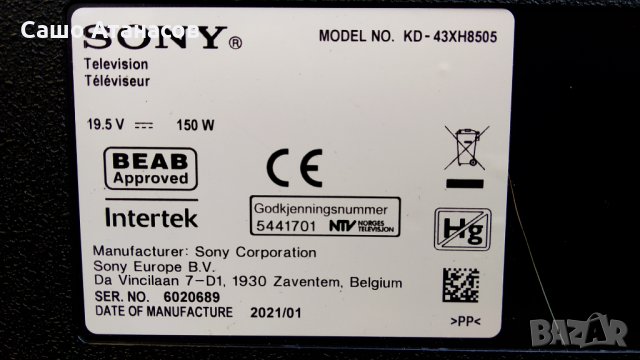 Сашо Атанасов
SONY®
MODEL NO. KD-43XH8505
Television
Téléviseur
19.5 V 150 W
BEAB
Approved
CE
Intertek
Godkjenningsnummer
5441701 NTV NORGES
TELEVISJON
Hg
Manufacturer: Sony Corporation
Sony Europe B.V.
Da Vincilaan 7-D1, 1930 Zaventem, Belgium
SER. NO. 6020689
DATE OF MANUFACTURE 2021/01
>PP<
BAZAR